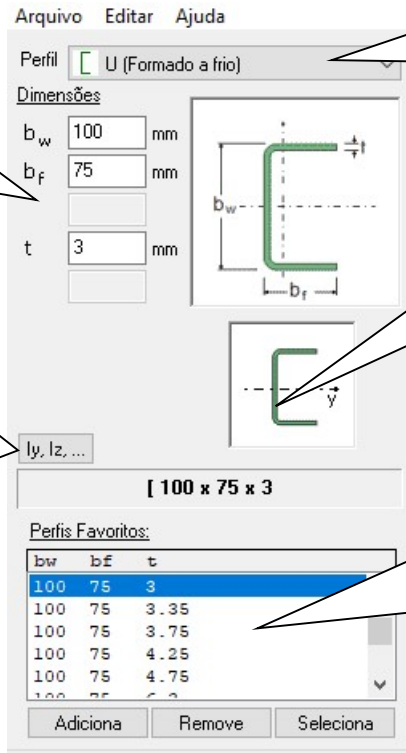 Arquivo Editar Ajuda
Perfil U (Formado a frio)
Dimensões
bw 100 mm
bf 75 mm
t 3 mm
t
bw
bf
y
Iy, Iz, ...
[ 100 x 75 x 3
Perfis Favoritos:
bw bf t
100 75 3
100 75 3.35
100 75 3.75
100 75 4.25
100 75 4.75
Adiciona Remove Seleciona